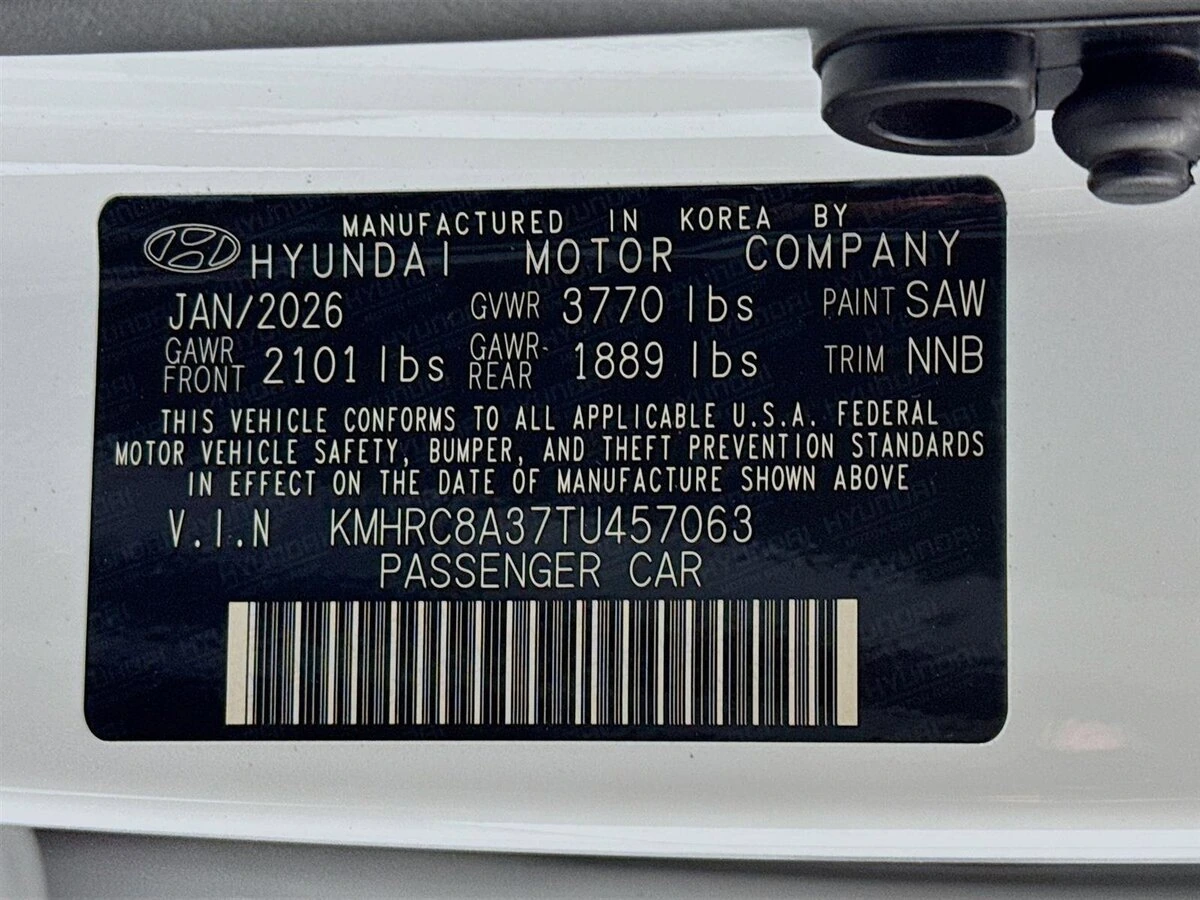 MANUFACTURED IN KOREA BY
HYUNDAI MOTOR COMPANY
JAN/2026 GVWR 3770 lbs PAINT SAW
GAWR FRONT 2101 lbs GAWR-REAR 1889 lbs TRIM NNB
THIS VEHICLE CONFORMS TO ALL APPLICABLE U.S.A. FEDERAL
MOTOR VEHICLE SAFETY, BUMPER, AND THEFT PREVENTION STANDARDS
IN EFFECT ON THE DATE OF MANUFACTURE SHOWN ABOVE
V.I.N KMHRC8A37TU457063
PASSENGER CAR